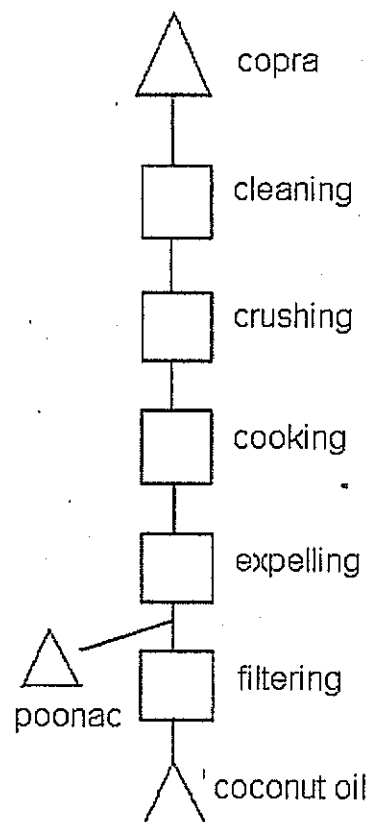 copra
cleaning
crushing
cooking
expelling
filtering
poonac
coconut oil